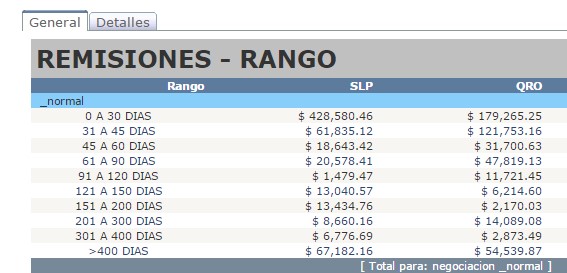 General Detalles
REMISIONES - RANGO
Rango SLP QRO
_normal
0 A 30 DIAS $ 428,580.46 $ 179,265.25
31 A 45 DIAS $ 61,835.12 $ 121,753.16
45 A 60 DIAS $ 18,643.42 $ 31,700.63
61 A 90 DIAS $ 20,578.41 $ 47,819.13
91 A 120 DIAS $ 1,479.47 $ 11,721.45
121 A 150 DIAS $ 13,040.57 $ 6,214.60
151 A 200 DIAS $ 13,434.76 $ 2,170.03
201 A 300 DIAS $ 8,660.16 $ 14,089.08
301 A 400 DIAS $ 6,776.69 $ 2,873.49
>400 DIAS $ 67,182.16 $ 54,539.87
[ Total para: negociacion _normal ]